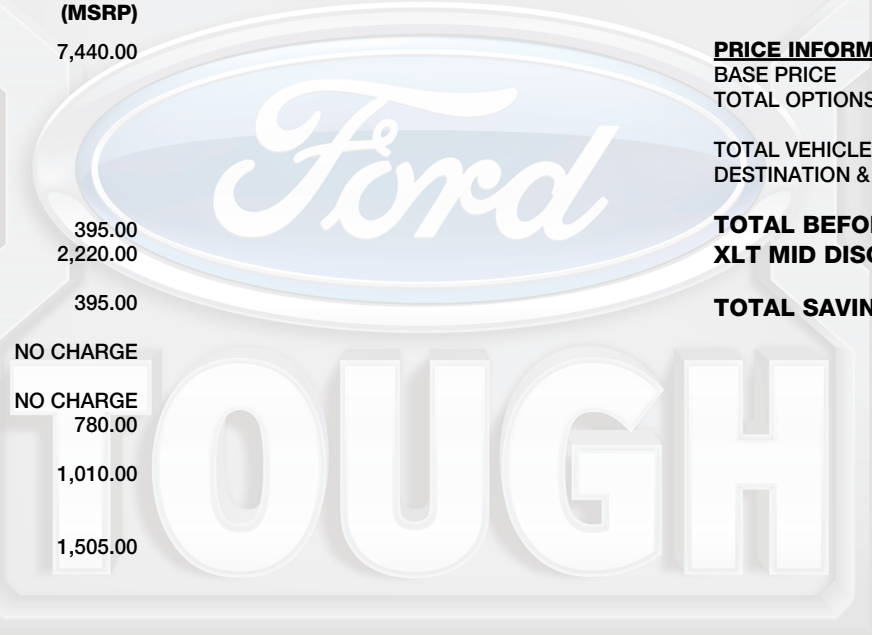 (MSRP)
7,440.00
395.00
2,220.00
395.00
NO CHARGE
NO CHARGE
780.00
1,010.00
1,505.00
PRICE INFORM
BASE PRICE
TOTAL OPTIONS
TOTAL VEHICLE
DESTINATION &
TOTAL BEFO
XLT MID DISC
TOTAL SAVIN
Ford
TOUGH